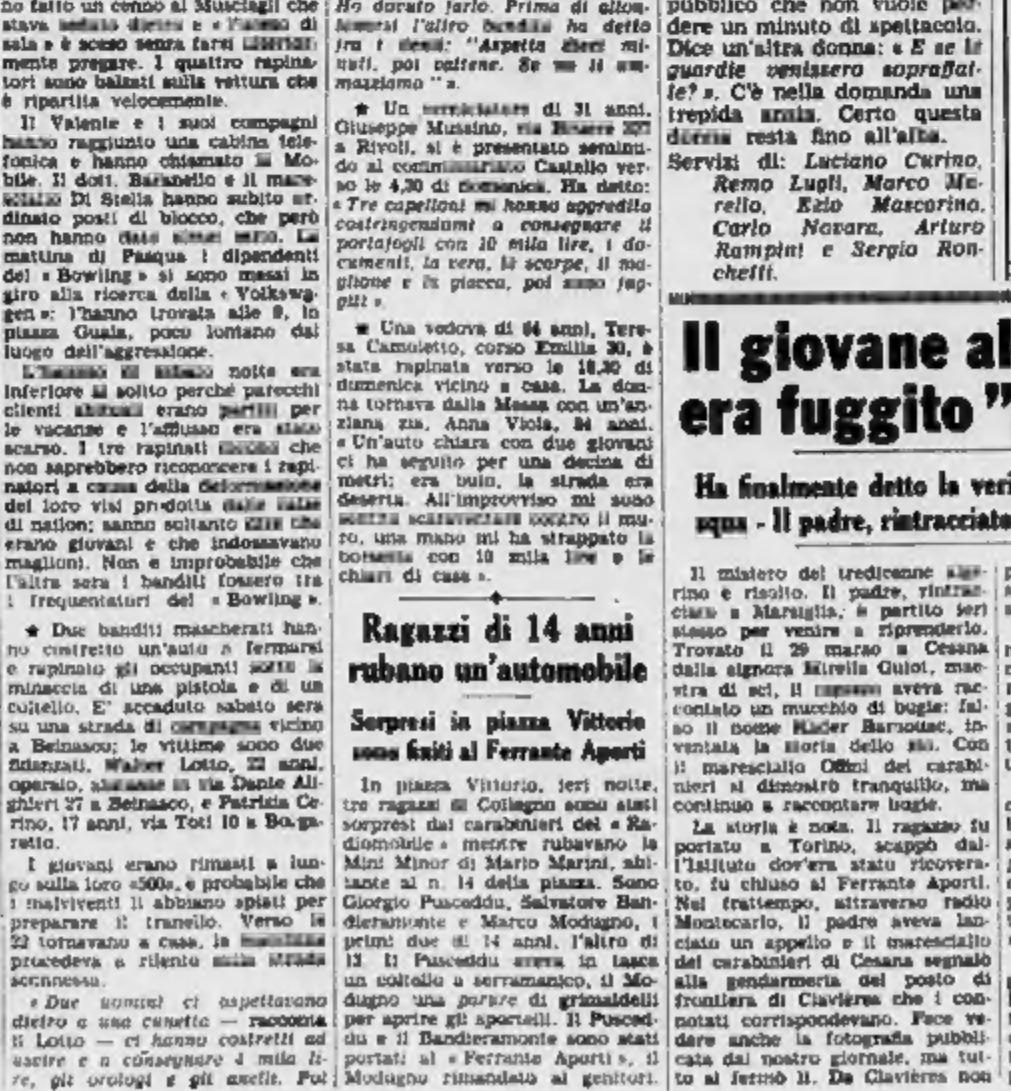 no fatto un cenno al Musciagli che
stava seduto dietro e « l'
sala » è sceso senza farsi
mente pregare. I quattro rapina-
tori sono balzati sulla vettura che
è ripartita velocemente.
Il Valente e i suoi compagni
hanno raggiunto una cabina tele-
fonica e hanno chiamato la Mo-
bile. Il dott. Baranello e il mare-
sciallo Di Stella hanno subito or-
dinato posti di blocco, che però
non hanno dato esito. La
mattina di Pasqua i dipendenti
del « Bowling » si sono messi in
giro alla ricerca della « Volkswa-
gen »: l'hanno trovata alle 9, in
piazza Guala, poco lontano dal
luogo dell'aggressione.
notte era
inferiore al solito perché parecchi
clienti abituali erano partiti per
le vacanze e l'afflusso era stato
scarso. I tre rapinati dicono che
non saprebbero riconoscere i rapi-
natori a causa della deformazione
dei loro visi prodotta dalle calze
di nailon; sanno soltanto dire che
erano giovani e che indossavano
maglioni. Non è improbabile che
l'altra sera i banditi fossero tra
i frequentatori del « Bowling ».
★ Due banditi mascherati han-
no costretto un'auto a fermarsi
e rapinato gli occupanti sotto la
minaccia di una pistola e di un
coltello. E' accaduto sabato sera
su una strada di campagna vicino
a Beinasco; le vittime sono due
fidanzati, Walter Lotto, 22 anni,
operaio, abitante in via Dante Ali-
ghieri 27 a Beinasco, e Patrizia Ce-
rino, 17 anni, via Toti 10 a Borga-
retto.
I giovani erano rimasti a lun-
go sulla loro «500», è probabile che
i malviventi li abbiano spiati per
preparare il tranello. Verso le
22 tornavano a casa, la
procedeva a rilento sulla strada
sconnessa.
« Due uomini ci aspettavano
dietro a una cunetta — racconta
il Lotto — ci hanno costretti ad
uscire e a consegnare 4 mila li-
re, gli orologi e gli anelli. Poi
Ho dovuto farlo. Prima di allon-
tanarsi l'altro bandito ha detto
fra i denti: "Aspetta dieci mi-
nuti, poi vattene. Se no ti am-
mazziamo " ».
★ Un verniciatore di 31 anni,
Giuseppe Mussino, via 227
a Rivoli, si è presentato seminu-
do al commissariato Castello ver-
so le 4,30 di domenica. Ha detto:
« Tre capelloni mi hanno aggredito
costringendomi a consegnare il
portafogli con 10 mila lire, i do-
cumenti, la vera, le scarpe, il ma-
glione e la giacca, poi sono fug-
giti ».
★ Una vedova di 64 anni, Tere-
sa Camoletto, corso Emilia 30, è
stata rapinata verso le 18,30 di
domenica vicino a casa. La don-
na tornava dalla Messa con un'an-
ziana zia, Anna Viola, 84 anni.
« Un'auto chiara con due giovani
ci ha seguito per una decina di
metri; era buio, la strada era
deserta. All'improvviso mi sono
sentita scaraventare contro il mu-
ro, una mano mi ha strappato la
borsetta con 10 mila lire e le
chiavi di casa ».
Ragazzi di 14 anni
rubano un'automobile
Sorpresi in piazza Vittorio
sono finiti al Ferrante Aporti
In piazza Vittorio, ieri notte,
tre ragazzi di Collegno sono stati
sorpresi dai carabinieri del « Ra-
diomobile » mentre rubavano la
Mini Minor di Mario Marini, abi-
tante al n. 14 della piazza. Sono
Giorgio Pusceddu, Salvatore Ban-
dieramonte e Marco Modugno, i
primi due di 14 anni, l'altro di
13. Il Pusceddu aveva in tasca
un coltello a serramanico, il Mo-
dugno una parure di grimaldelli
per aprire gli sportelli. Il Pusced-
du e il Bandieramonte sono stati
portati al « Ferrante Aporti », il
Modugno rimandato ai genitori.
pubblico che non vuole per-
dere un minuto di spettacolo.
Dice un'altra donna: « E se le
guardie venissero sopraffat-
te? ». C'è nella domanda una
trepida ansia. Certo questa
donna resta fino all'alba.
Servizi di: Luciano Curino,
Remo Lugli, Marco Ma-
rello, Ezio Mascarino,
Carlo Novara, Arturo
Rampini e Sergio Ron-
chetti.
Il giovane al
era fuggito "
Ha finalmente detto la veri
aqua - Il padre, rintracciato
Il mistero del tredicenne alge-
rino è risolto. Il padre, rintrac-
ciato a Marsiglia, è partito ieri
stesso per venire a riprenderlo.
Trovato il 29 marzo a Cesana
dalla signora Mirella Guiot, mae-
stra di sci, il ragazzo aveva rac-
contato un mucchio di bugie: fal-
so il nome Kader Barsouac, in-
ventata la storia dello zio. Con
il maresciallo Offini dei carabi-
nieri si dimostrò tranquillo, ma
continuò a raccontare bugie.
La storia è nota. Il ragazzo fu
portato a Torino, scappò dal-
l'Istituto dov'era stato ricovera-
to, fu chiuso al Ferrante Aporti.
Nel frattempo, attraverso radio
Montecarlo, il padre aveva lan-
ciato un appello e il maresciallo
dei carabinieri di Cesana segnalò
alla gendarmeria del posto di
frontiera di Clavières che i con-
notati corrispondevano. Fece ve-
dere anche la fotografia pubbli-
cata dal nostro giornale, ma tut-
to si fermò lì. Da Clavières non